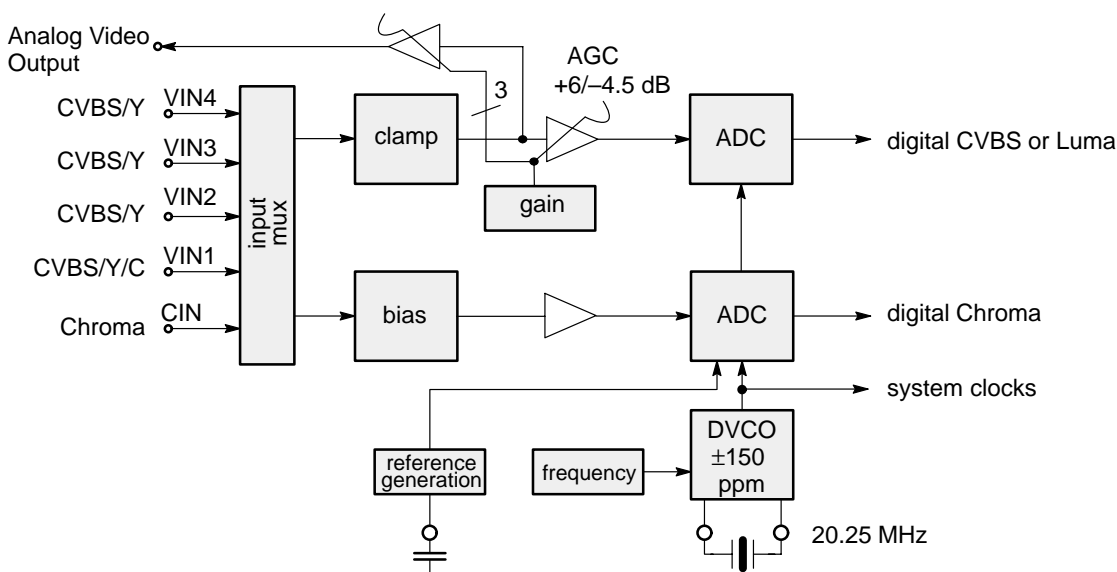 Analog Video
Output
AGC
+6/–4.5 dB
3
CVBS/Y
VIN4
CVBS/Y
VIN3
CVBS/Y
VIN2
CVBS/Y/C
VIN1
Chroma
CIN
input
mux
clamp
gain
ADC
digital CVBS or Luma
bias
ADC
digital Chroma
system clocks
reference
generation
frequency
DVCO
±150
ppm
20.25 MHz